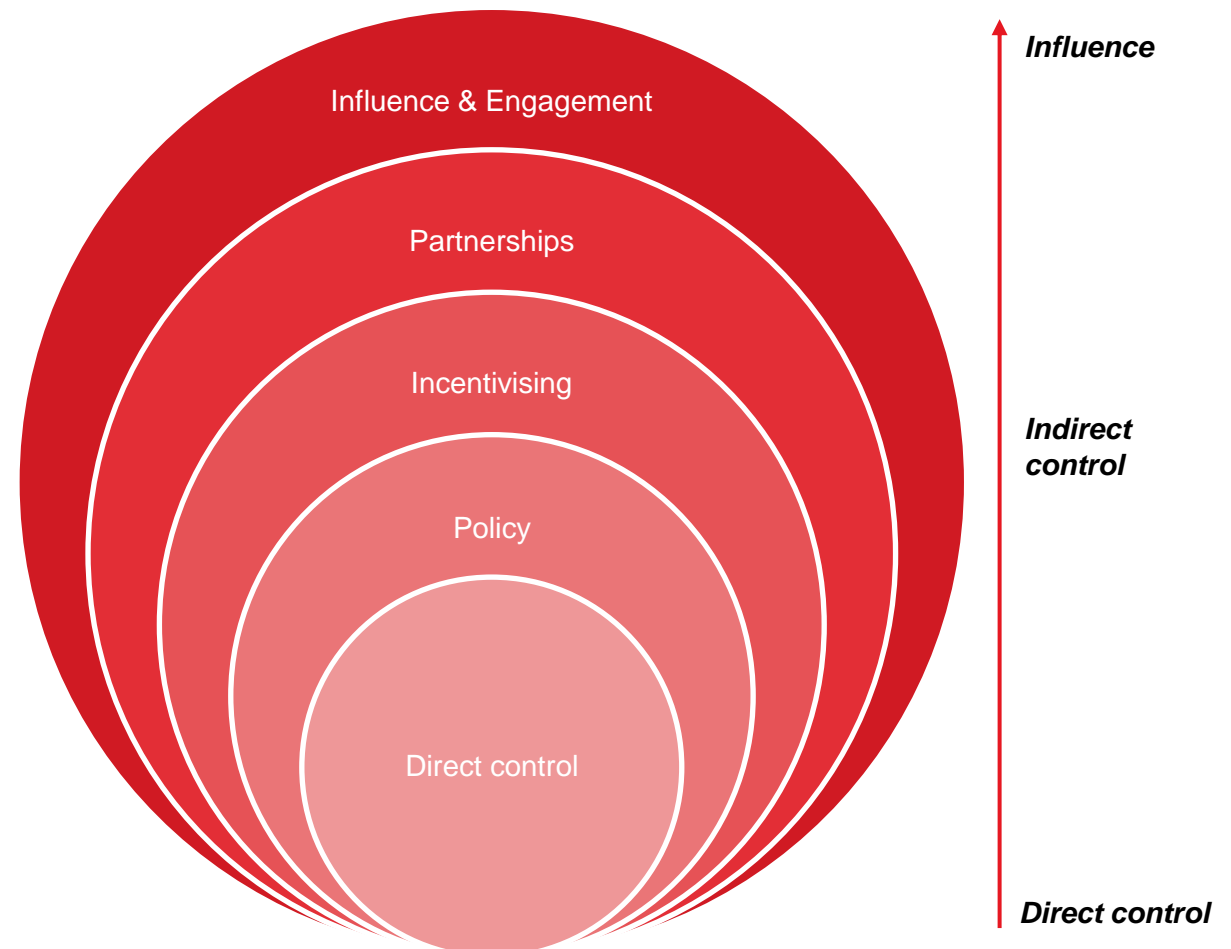 Influence
Influence & Engagement
Partnerships
Incentivising
Indirect
control
Policy
Direct control
Direct control